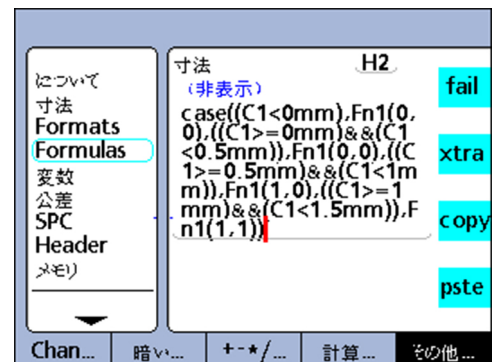 について
寸法
Formats
Formulas
変数
公差
SPC
Header
メモリ
寸法
H2
（非表示）
case((C1<0mm),Fn1(0,
0),((C1>=0mm)&&(C1
<0.5mm)),Fn1(0,0),((C
1>=0.5mm)&&(C1<1m
m)),Fn1(1,0),((C1>=1
mm)&&(C1<1.5mm)),F
n1(1,1))
fail
xtra
copy
pste
Chan...
暗い...
+-*/...
計算...
その他...